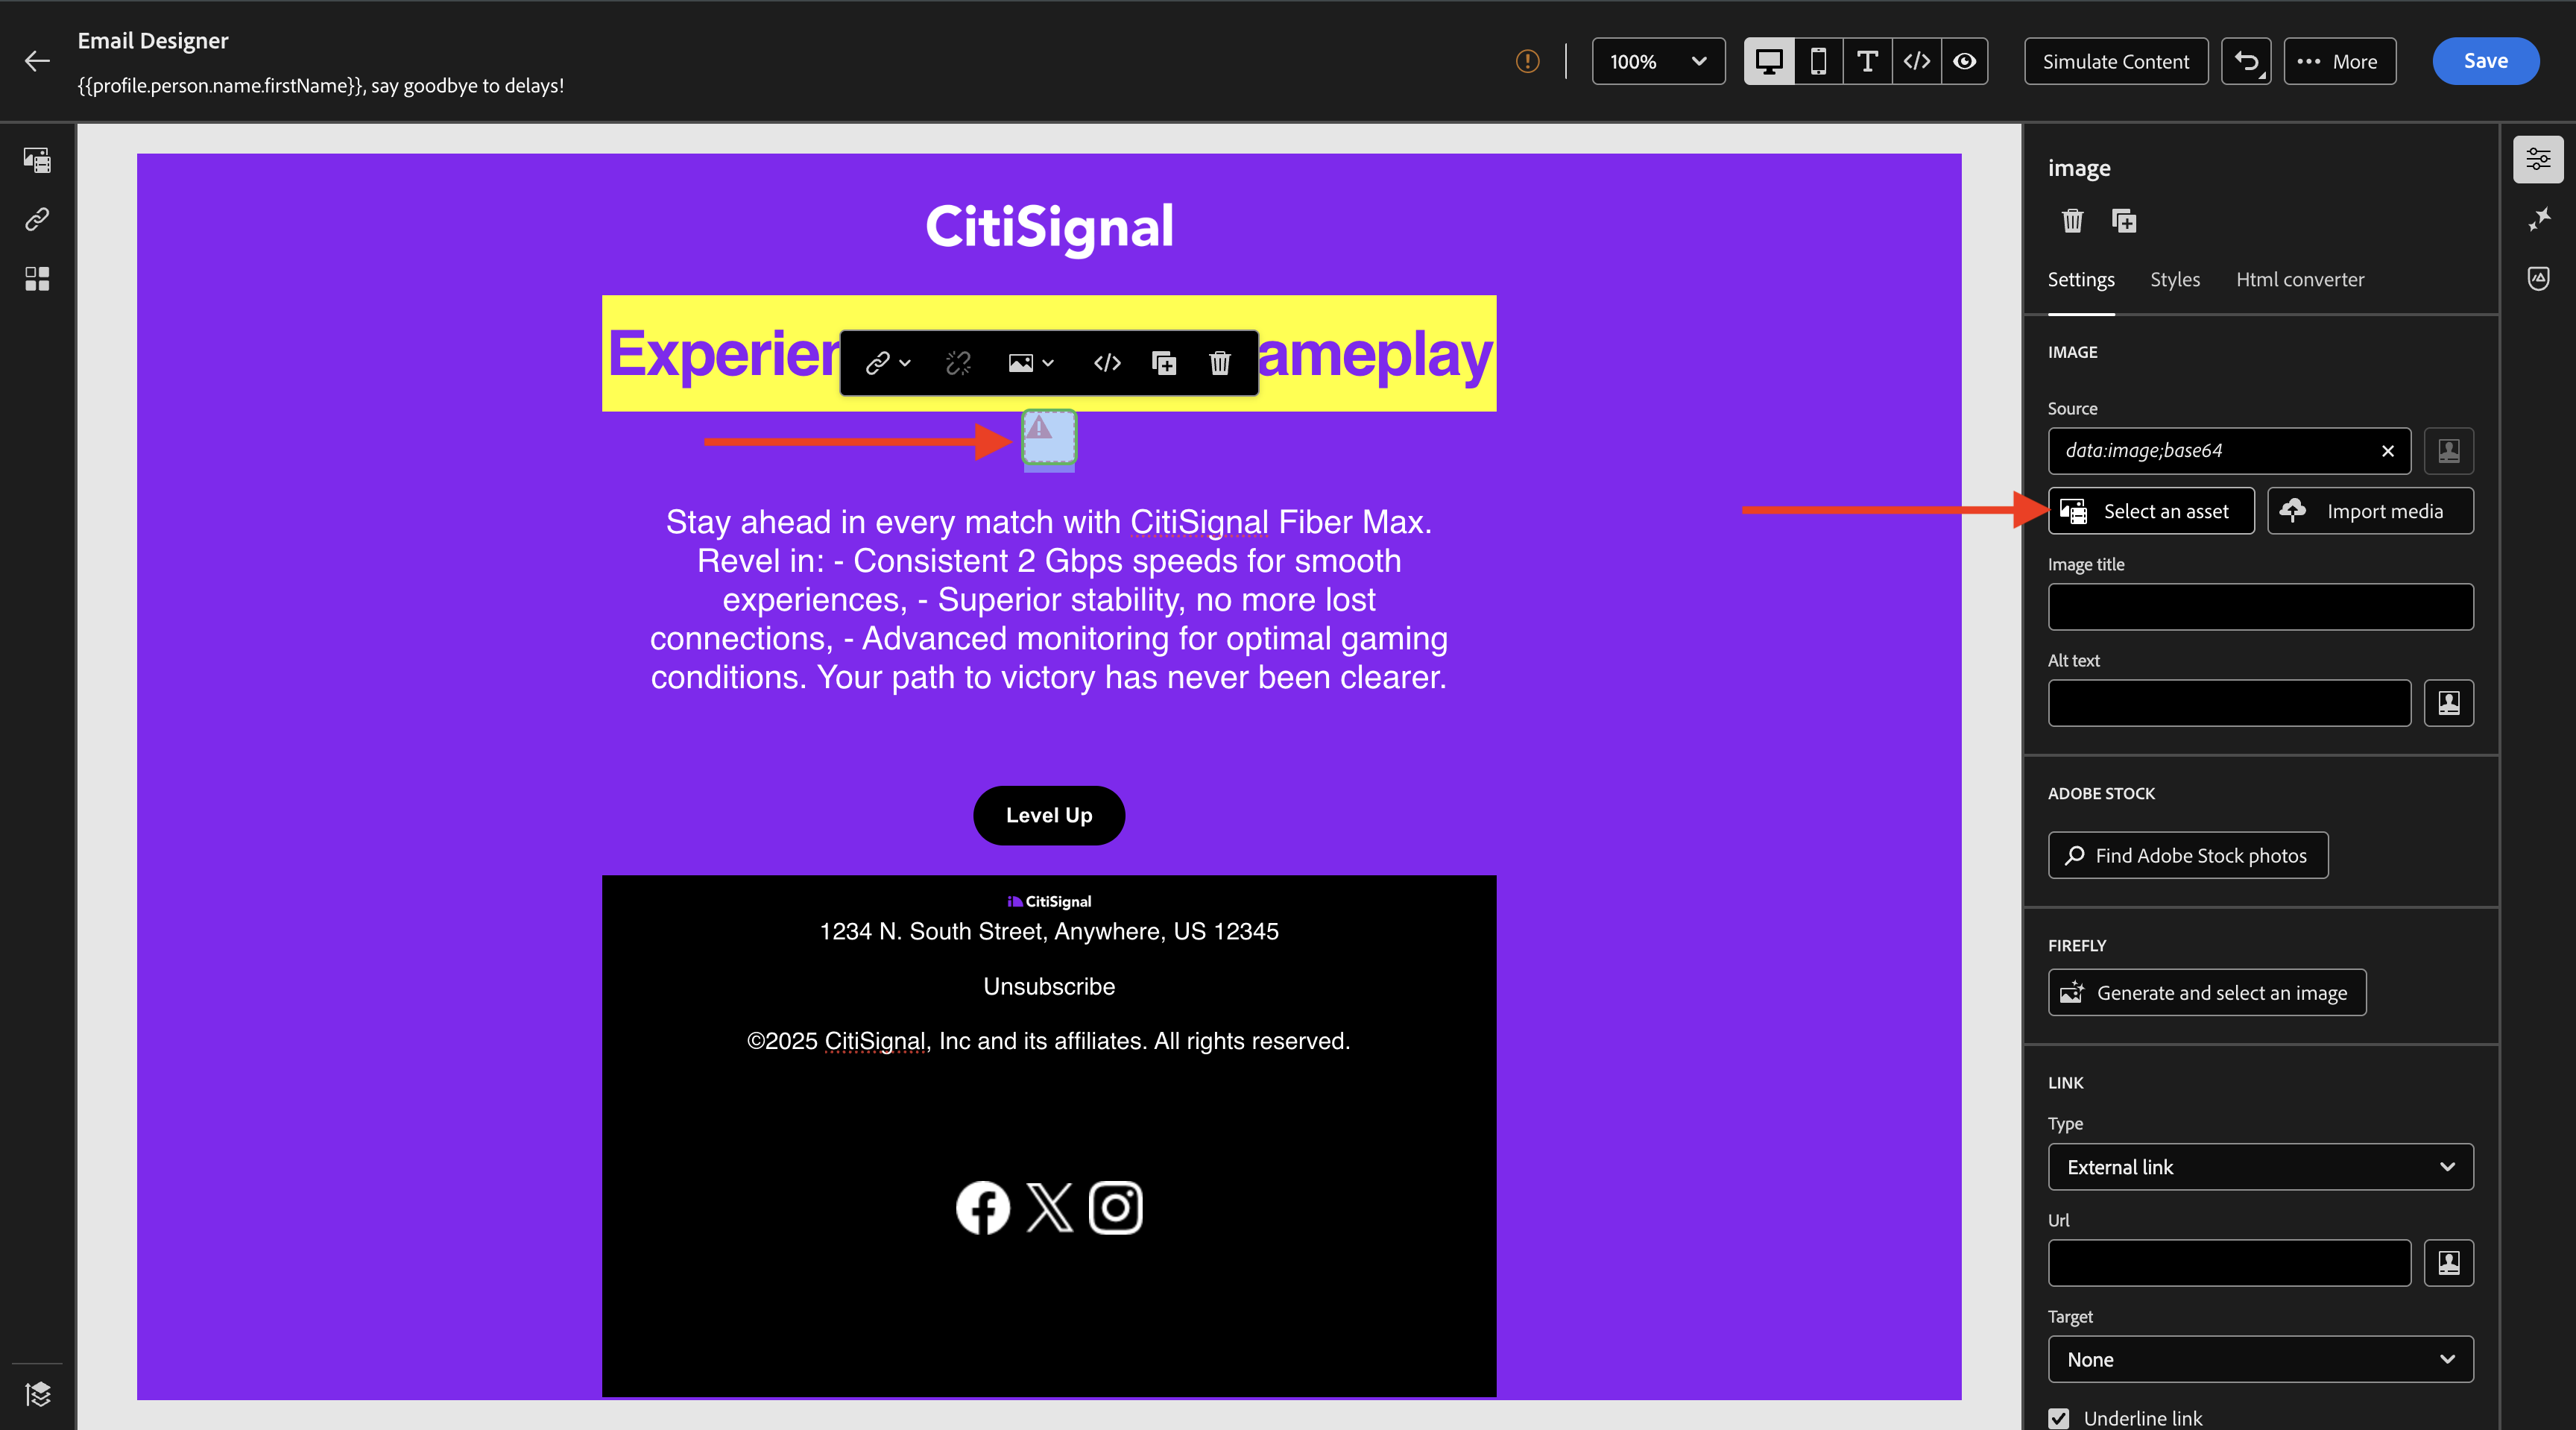 Email Designer
{{profile.person.name.firstName}}, say goodbye to delays!
100%
Simulate Content
More
Save
CitiSignal
Experien
ameplay
Stay ahead in every match with CitiSignal Fiber Max.
Revel in: - Consistent 2 Gbps speeds for smooth
experiences, - Superior stability, no more lost
connections, - Advanced monitoring for optimal gaming
conditions. Your path to victory has never been clearer.
Level Up
CitiSignal
1234 N. South Street, Anywhere, US 12345
Unsubscribe
©2025 CitiSignal, Inc and its affiliates. All rights reserved.
image
Settings
Styles
Html converter
IMAGE
Source
data:image;base64
Select an asset
Import media
Image title
Alt text
ADOBE STOCK
Find Adobe Stock photos
FIREFLY
Generate and select an image
LINK
Type
External link
Url
Target
None
Underline link